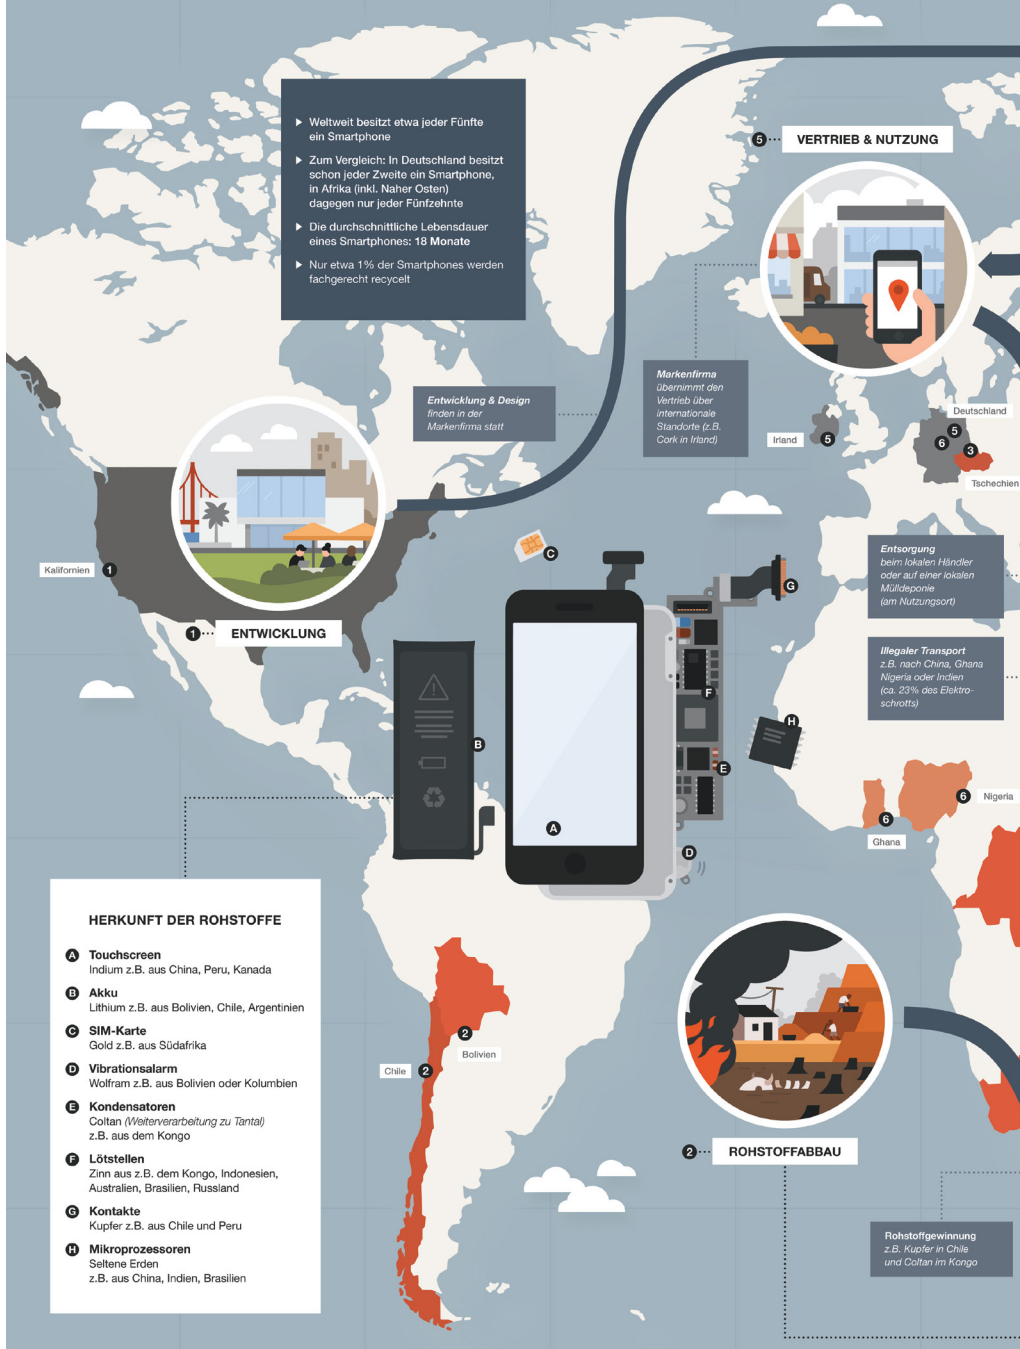 ▶ Weltweit besitzt etwa jeder Fünfte
ein Smartphone
▶ Zum Vergleich: In Deutschland besitzt
schon jeder Zweite ein Smartphone,
in Afrika (inkl. Naher Osten)
dagegen nur jeder Fünfzehnte
▶ Die durchschnittliche Lebensdauer
eines Smartphones: 18 Monate
▶ Nur etwa 1% der Smartphones werden
fachgerecht recycelt
5 VERTRIEB & NUTZUNG
Entwicklung & Design
finden in der
Markenfirma statt
Markenfirma
übernimmt den
Vertrieb über
internationale
Standorte (z.B.
Cork in Irland)
Irland 5
Deutschland
5
6
3
Tschechien
Kalifornien 1
1 ENTWICKLUNG
Entsorgung
beim lokalen Händler
oder auf einer lokalen
Mülldeponie
(am Nutzungsort)
Illegaler Transport
z.B. nach China, Ghana
Nigeria oder Indien
(ca. 23% des Elektro-
schrotts)
C
G
F
H
B
E
A
D
6 Nigeria
6
Ghana
HERKUNFT DER ROHSTOFFE
A Touchscreen
Indium z.B. aus China, Peru, Kanada
B Akku
Lithium z.B. aus Bolivien, Chile, Argentinien
C SIM-Karte
Gold z.B. aus Südafrika
D Vibrationsalarm
Wolfram z.B. aus Bolivien oder Kolumbien
E Kondensatoren
Coltan (Weiterverarbeitung zu Tantal)
z.B. aus dem Kongo
F Lötstellen
Zinn aus z.B. dem Kongo, Indonesien,
Australien, Brasilien, Russland
G Kontakte
Kupfer z.B. aus Chile und Peru
H Mikroprozessoren
Seltene Erden
z.B. aus China, Indien, Brasilien
2
Bolivien
Chile 2
2 ROHSTOFFABBAU
Rohstoffgewinnung
z.B. Kupfer in Chile
und Coltan im Kongo